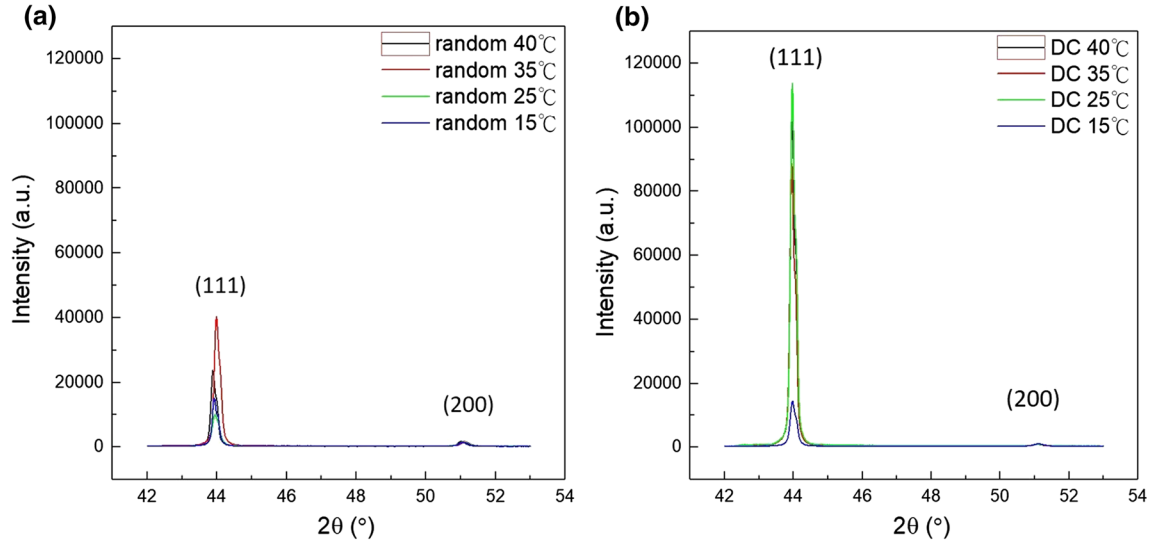 (a)
random 40℃
random 35℃
random 25℃
random 15℃
120000
100000
80000
60000
40000
20000
0
Intensity (a.u.)
(111)
(200)
42 44 46 48 50 52 54
2θ (°)
(b)
DC 40℃
DC 35℃
DC 25℃
DC 15℃
120000
100000
80000
60000
40000
20000
0
Intensity (a.u.)
(111)
(200)
42 44 46 48 50 52 54
2θ (°)